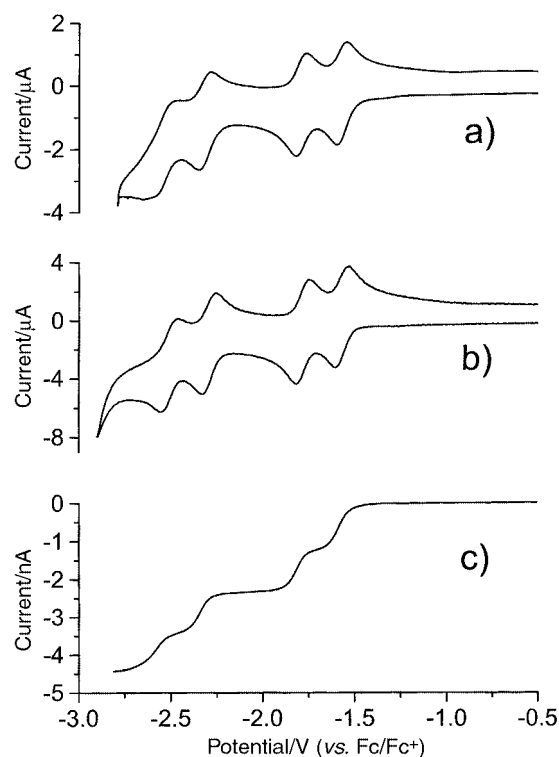 2
0
-2
-4
Current/µA
a)
4
0
-4
-8
Current/µA
b)
0
-1
-2
-3
-4
-5
Current/nA
c)
-3.0 -2.5 -2.0 -1.5 -1.0 -0.5
Potential/V (vs. Fc/Fc⁺)